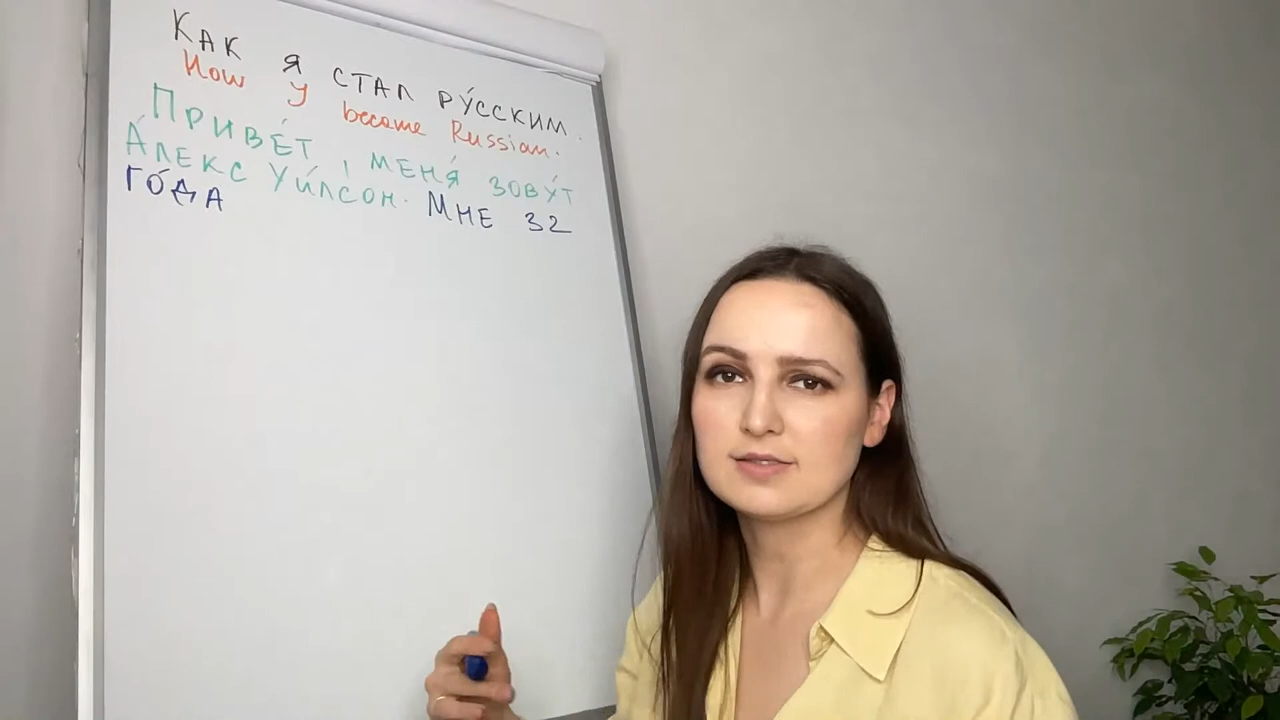 КАК Я СТАЛ РУ́ССКИМ.
How y become Russian.
ПРИВЕ́Т, МЕНЯ́ ЗОВУ́Т
А́ЛЕКС УИ́ЛСОН. МНЕ 32
ГО́ДА